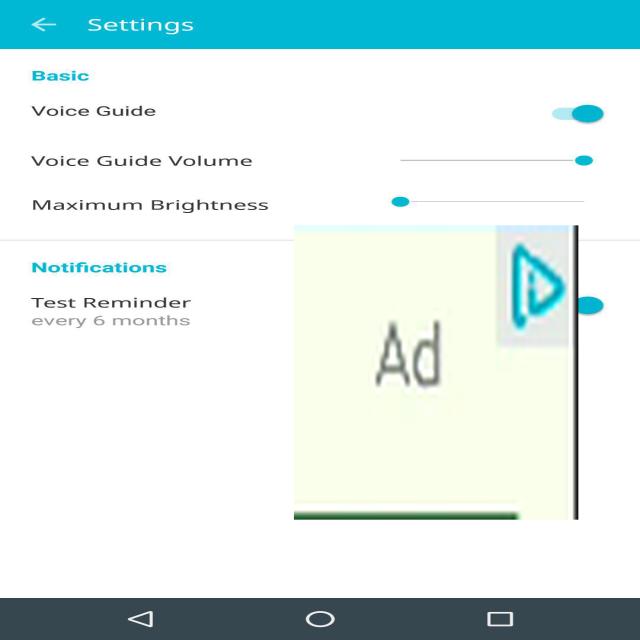 Settings
Basic
Voice Guide
Voice Guide Volume
Maximum Brightness
Notifications
Test Reminder
every 6 months
Ad